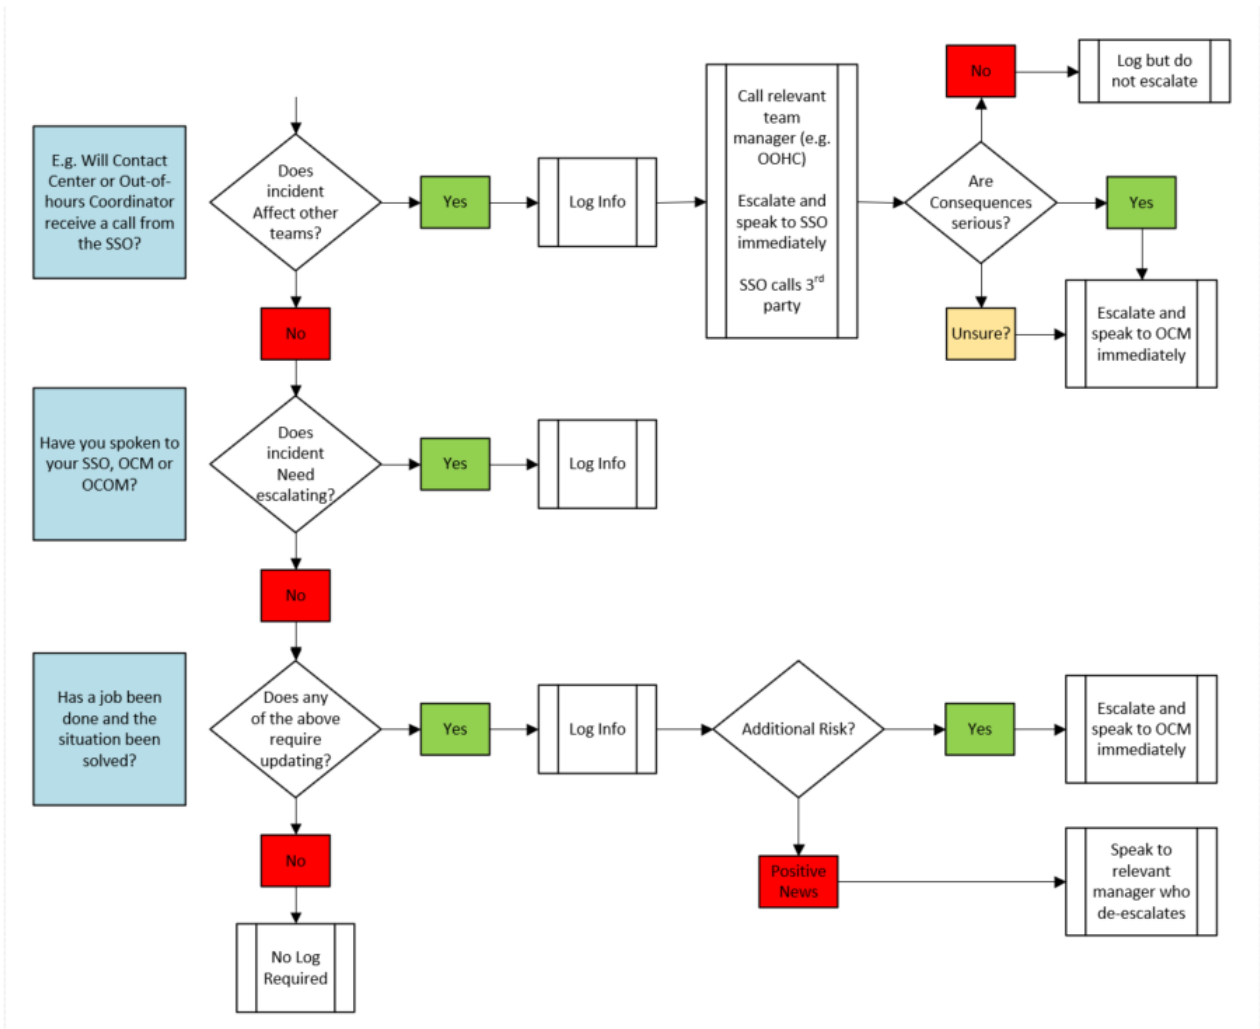 E.g. Will Contact
Center or Out-of-
hours Coordinator
receive a call from
the SSO?
Does
incident
Affect other
teams?
Yes
Log Info
Call relevant
team
manager (e.g.
OOHC)
Escalate and
speak to SSO
immediately
SSO calls 3rd
party
Are
Consequences
serious?
No
Log but do
not escalate
Yes
Unsure?
Escalate and
speak to OCM
immediately
No
Have you spoken to
your SSO, OCM or
OCOM?
Does
incident
Need
escalating?
Yes
Log Info
No
Has a job been
done and the
situation been
solved?
Does any
of the above
require
updating?
Yes
Log Info
Additional Risk?
Yes
Escalate and
speak to OCM
immediately
Positive
News
Speak to
relevant
manager who
de-escalates
No
No Log
Required